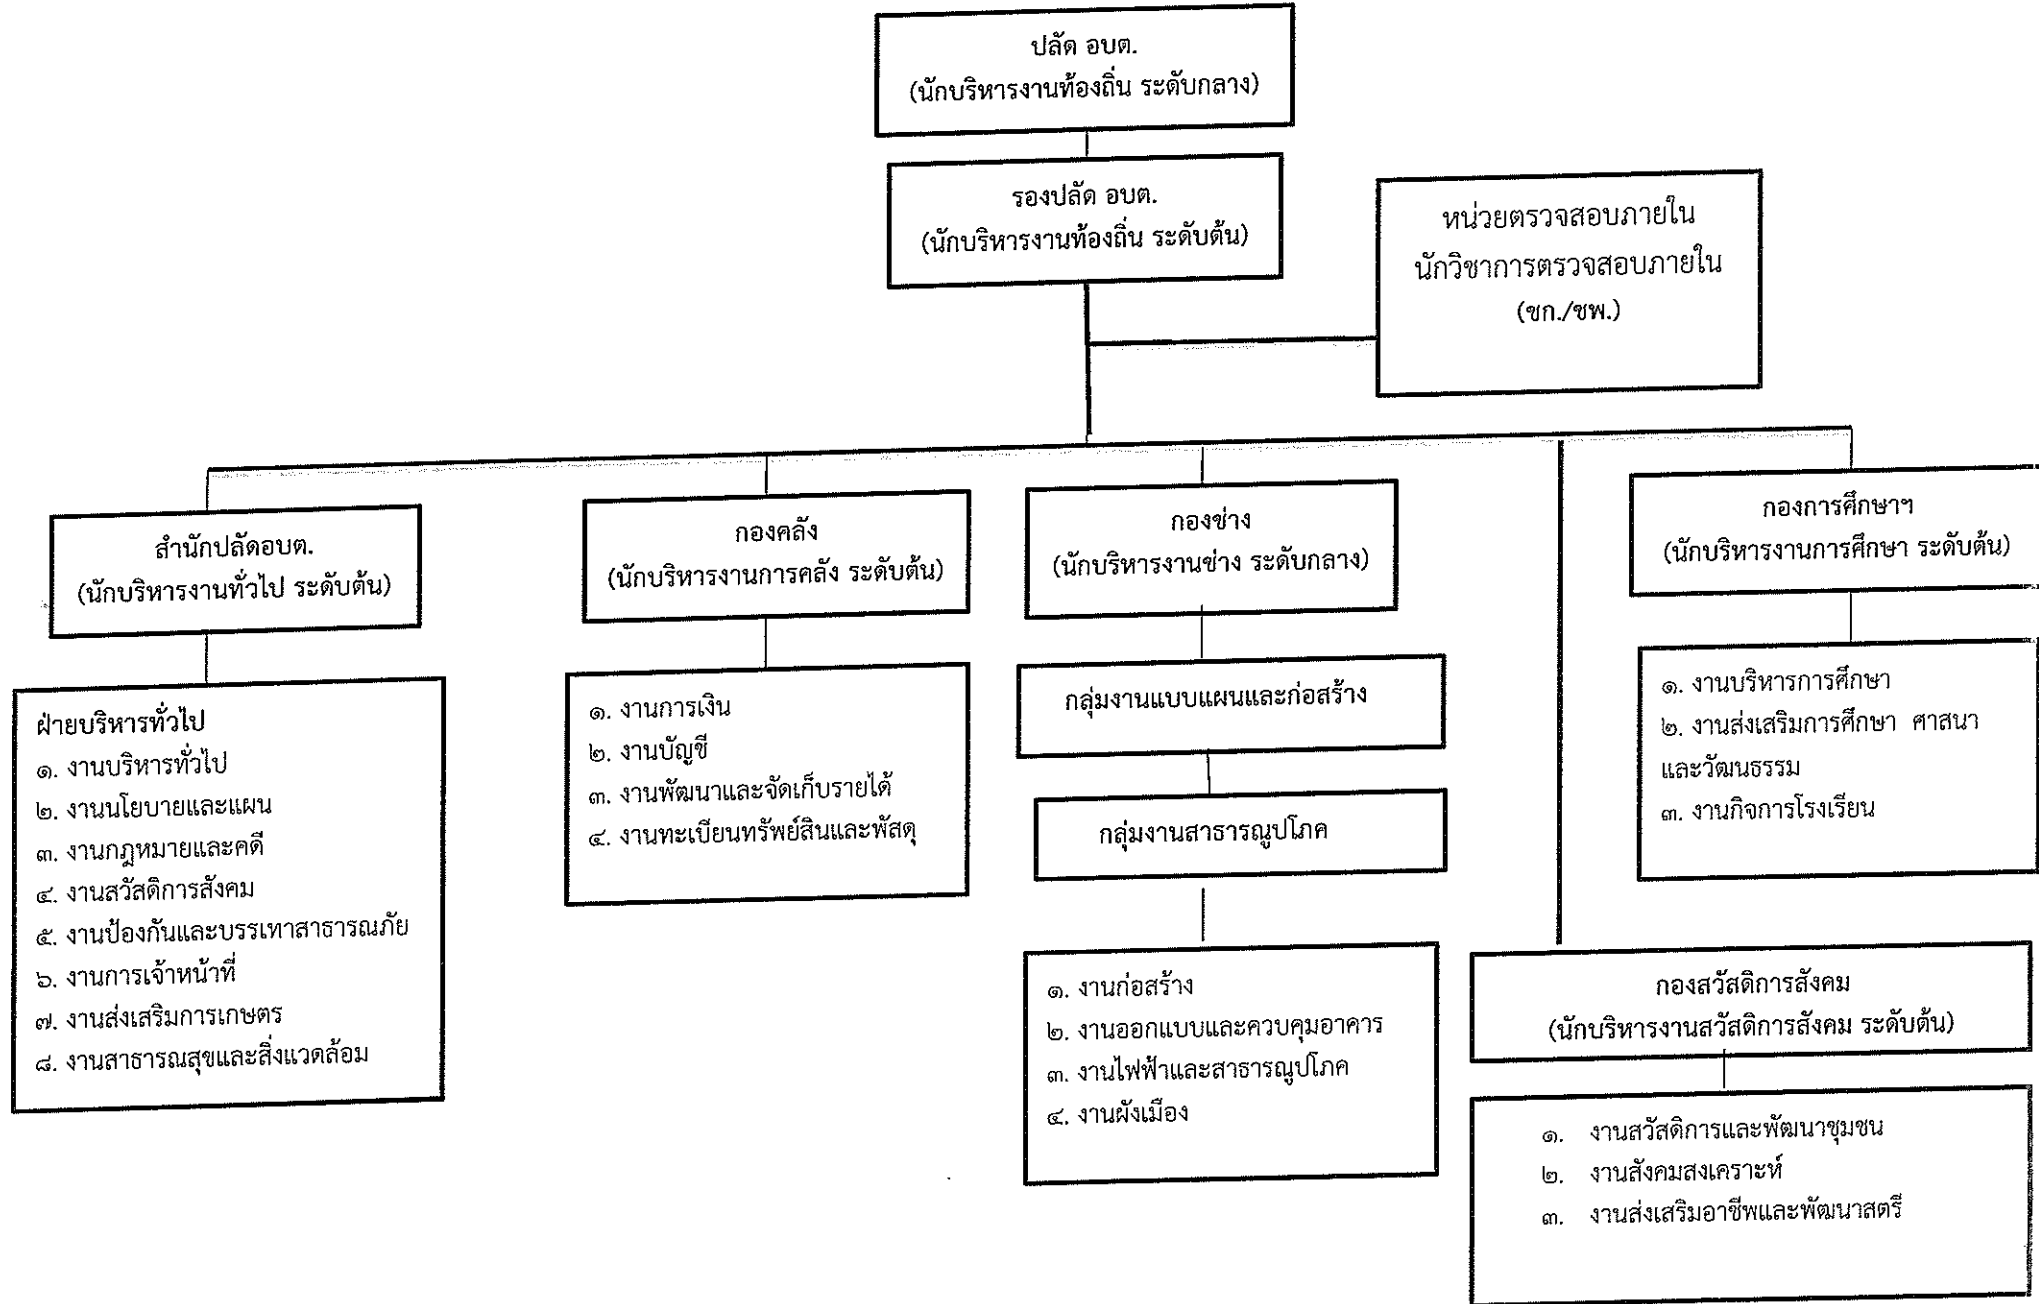 ปลัด อบต.
(นักบริหารงานท้องถิ่น ระดับกลาง)
รองปลัด อบต.
(นักบริหารงานท้องถิ่น ระดับต้น)
หน่วยตรวจสอบภายใน
นักวิชาการตรวจสอบภายใน
(ชก./ชพ.)
สำนักปลัดอบต.
(นักบริหารงานทั่วไป ระดับต้น)
ฝ่ายบริหารทั่วไป
๑. งานบริหารทั่วไป
๒. งานนโยบายและแผน
๓. งานกฎหมายและคดี
๔. งานสวัสดิการสังคม
๕. งานป้องกันและบรรเทาสาธารณภัย
๖. งานการเจ้าหน้าที่
๗. งานส่งเสริมการเกษตร
๘. งานสาธารณสุขและสิ่งแวดล้อม
กองคลัง
(นักบริหารงานการคลัง ระดับต้น)
๑. งานการเงิน
๒. งานบัญชี
๓. งานพัฒนาและจัดเก็บรายได้
๔. งานทะเบียนทรัพย์สินและพัสดุ
กองช่าง
(นักบริหารงานช่าง ระดับกลาง)
กลุ่มงานแบบแผนและก่อสร้าง
กลุ่มงานสาธารณูปโภค
๑. งานก่อสร้าง
๒. งานออกแบบและควบคุมอาคาร
๓. งานไฟฟ้าและสาธารณูปโภค
๔. งานผังเมือง
กองการศึกษาฯ
(นักบริหารงานการศึกษา ระดับต้น)
๑. งานบริหารการศึกษา
๒. งานส่งเสริมการศึกษา ศาสนา
และวัฒนธรรม
๓. งานกิจการโรงเรียน
กองสวัสดิการสังคม
(นักบริหารงานสวัสดิการสังคม ระดับต้น)
๑. งานสวัสดิการและพัฒนาชุมชน
๒. งานสังคมสงเคราะห์
๓. งานส่งเสริมอาชีพและพัฒนาสตรี